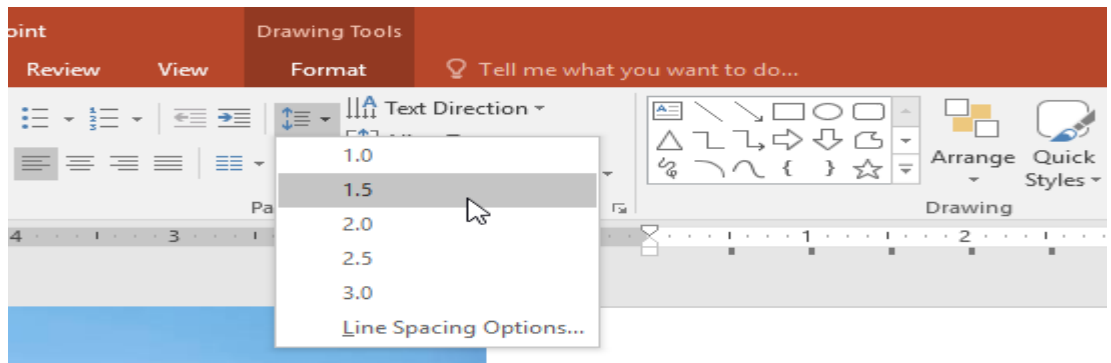 oint Drawing Tools
Review View Format Tell me what you want to do...
Text Direction
1.0
Arrange Quick
Styles
1.5
Pa Drawing
2.0
4 3 1 2
2.5
3.0
Line Spacing Options...